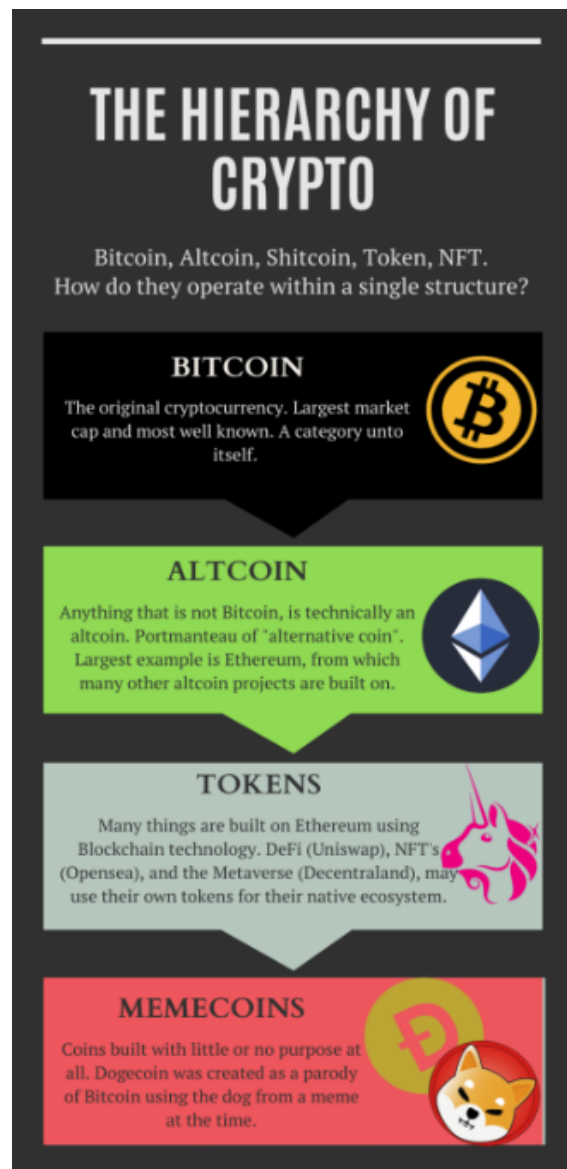 THE HIERARCHY OF
CRYPTO
Bitcoin, Altcoin, Shitcoin, Token, NFT.
How do they operate within a single structure?
BITCOIN
The original cryptocurrency. Largest market
cap and most well known. A category unto
itself.
ALTCOIN
Anything that is not Bitcoin, is technically an
altcoin. Portmanteau of "alternative coin".
Largest example is Ethereum, from which
many other altcoin projects are built on.
TOKENS
Many things are built on Ethereum using
Blockchain technology. DeFi (Uniswap), NFT's
(Opensea), and the Metaverse (Decentraland), may
use their own tokens for their native ecosystem.
MEMECOINS
Coins built with little or no purpose at
all. Dogecoin was created as a parody
of Bitcoin using the dog from a meme
at the time.